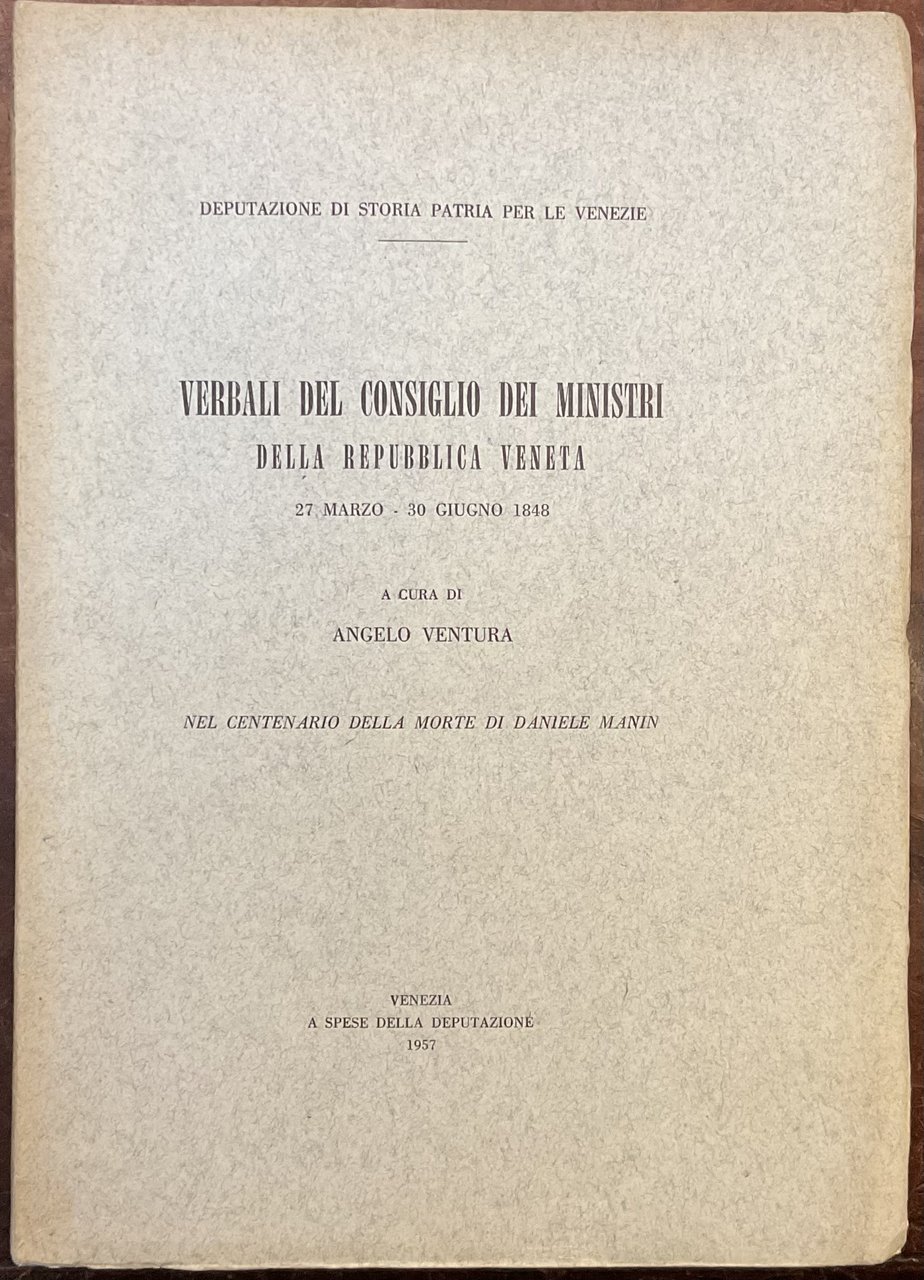 DEPUTAZIONE DI STORIA PATRIA PER LE VENEZIE
VERBALI DEL CONSIGLIO DEI MINISTRI
DELLA REPUBBLICA VENETA
27 MARZO - 30 GIUGNO 1848
A CURA DI
ANGELO VENTURA
NEL CENTENARIO DELLA MORTE DI DANIELE MANIN
VENEZIA
A SPESE DELLA DEPUTAZIONE
1957